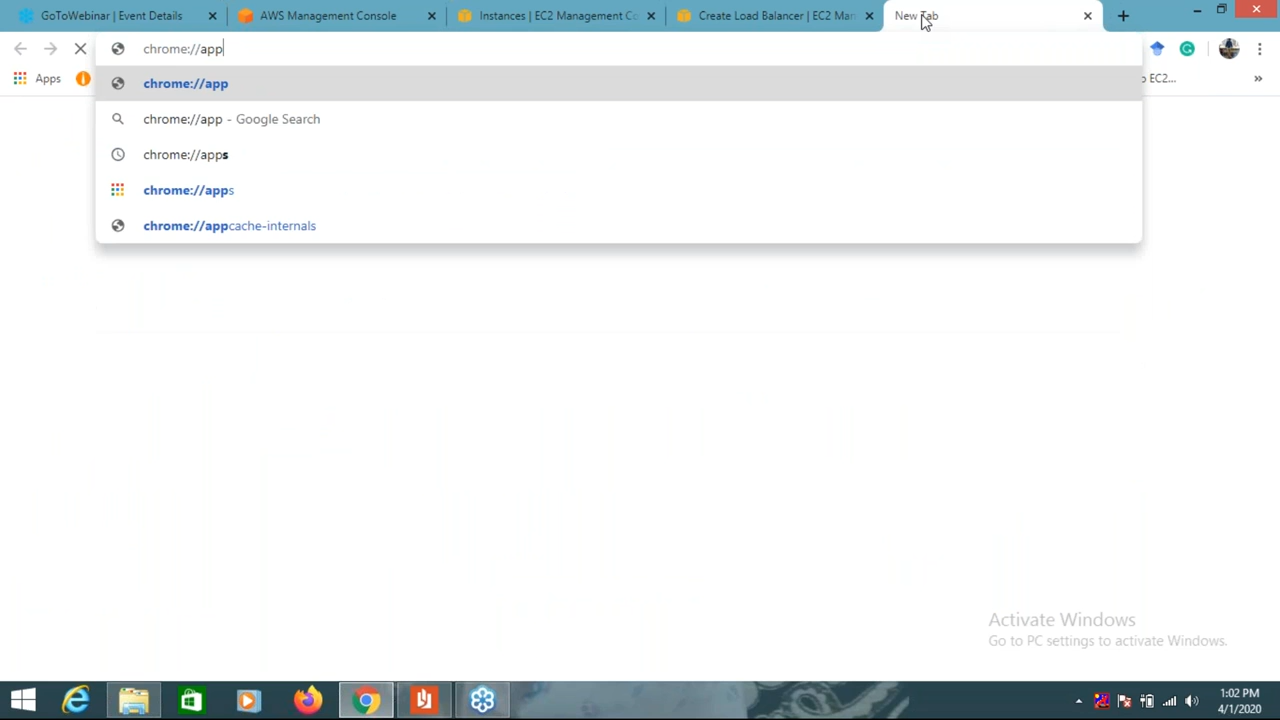 GoToWebinar | Event Details
AWS Management Console
Instances | EC2 Management Co
Create Load Balancer | EC2 Man
New Tab
chrome://app
Apps
EC2...
»
chrome://app
chrome://app - Google Search
chrome://apps
chrome://apps
chrome://appcache-internals
Activate Windows
Go to PC settings to activate Windows.
1:02 PM
4/1/2020